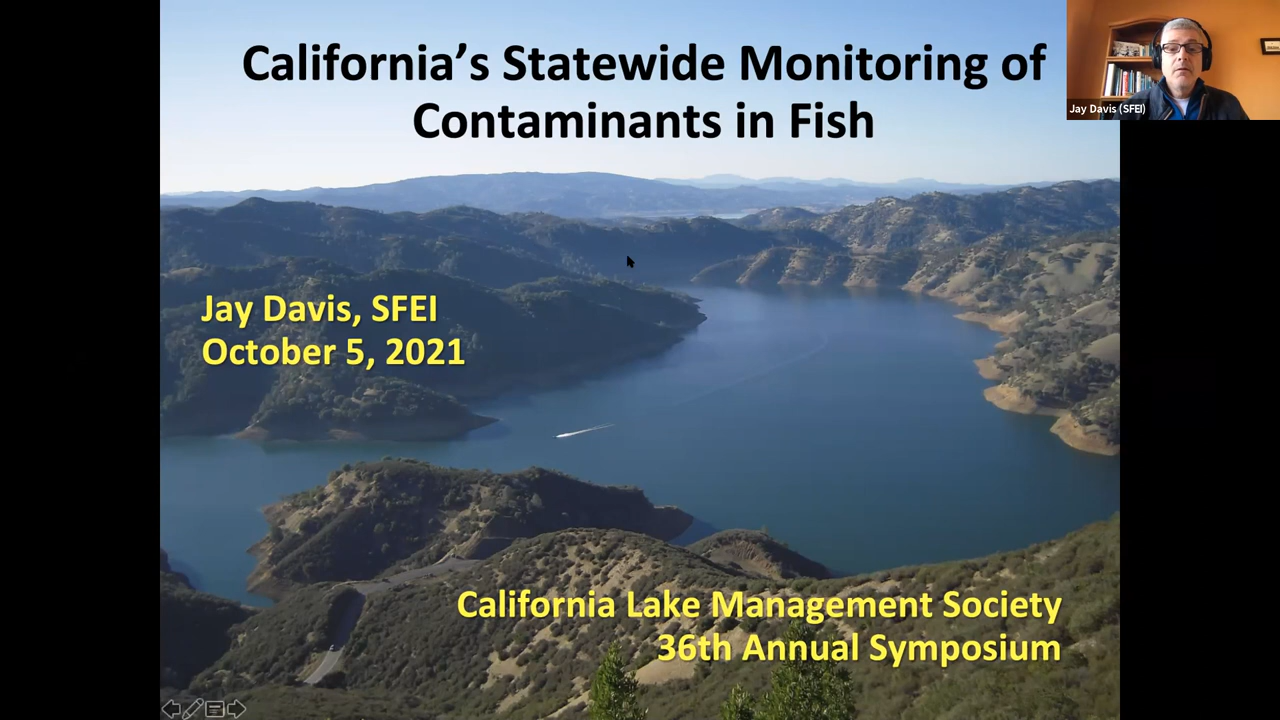 California’s Statewide Monitoring of
Contaminants in Fish
Jay Davis (SFEI)
Jay Davis, SFEI
October 5, 2021
California Lake Management Society
36th Annual Symposium